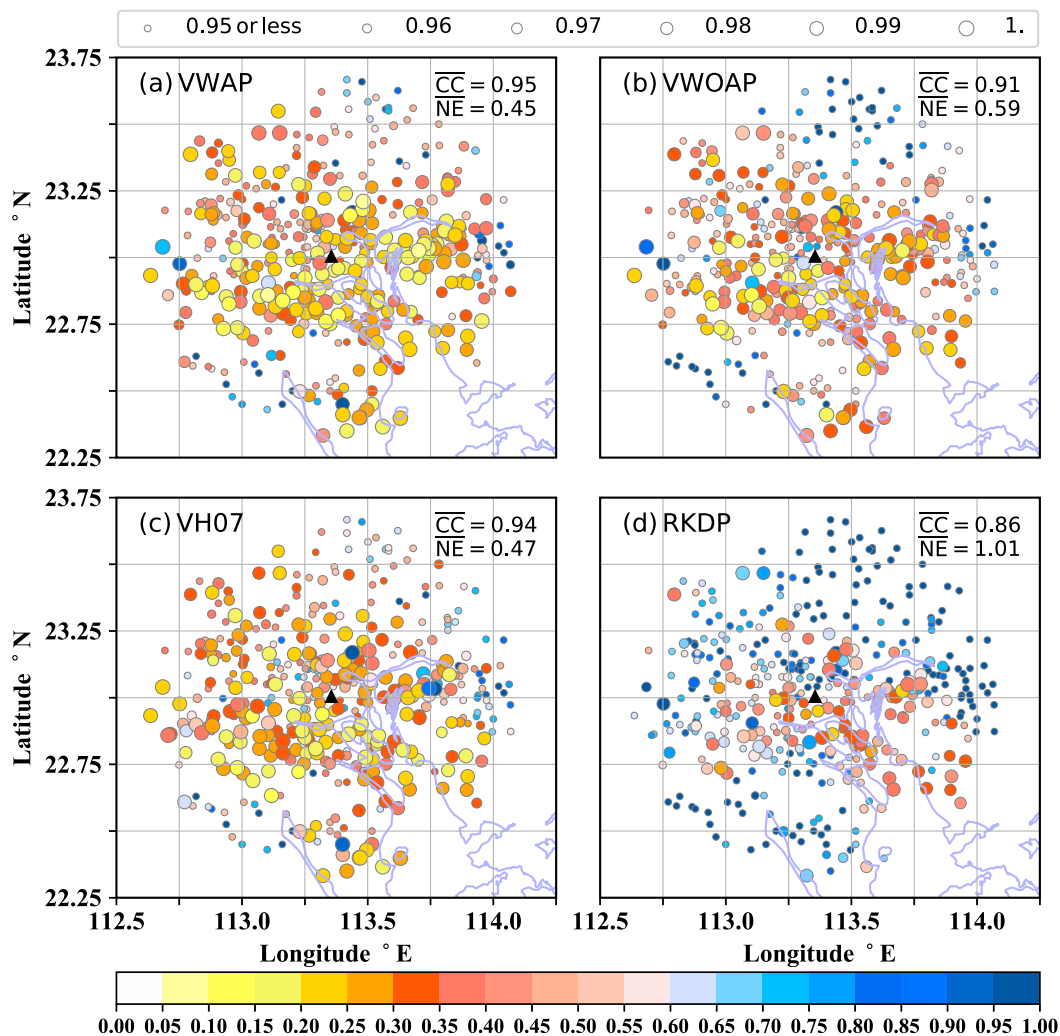 0.95 or less 0.96 0.97 0.98 0.99 1.
23.75
(a) VWAP
CC = 0.95
NE = 0.45
(b) VWOAP
CC = 0.91
NE = 0.59
23.25
Latitude ° N
22.75
22.25
23.75
(c) VH07
CC = 0.94
NE = 0.47
(d) RKDP
CC = 0.86
NE = 1.01
23.25
Latitude ° N
22.75
22.25
112.5 113.0 113.5 114.0
112.5 113.0 113.5 114.0
Longitude ° E
Longitude ° E
0.00 0.05 0.10 0.15 0.20 0.25 0.30 0.35 0.40 0.45 0.50 0.55 0.60 0.65 0.70 0.75 0.80 0.85 0.90 0.95 1.00